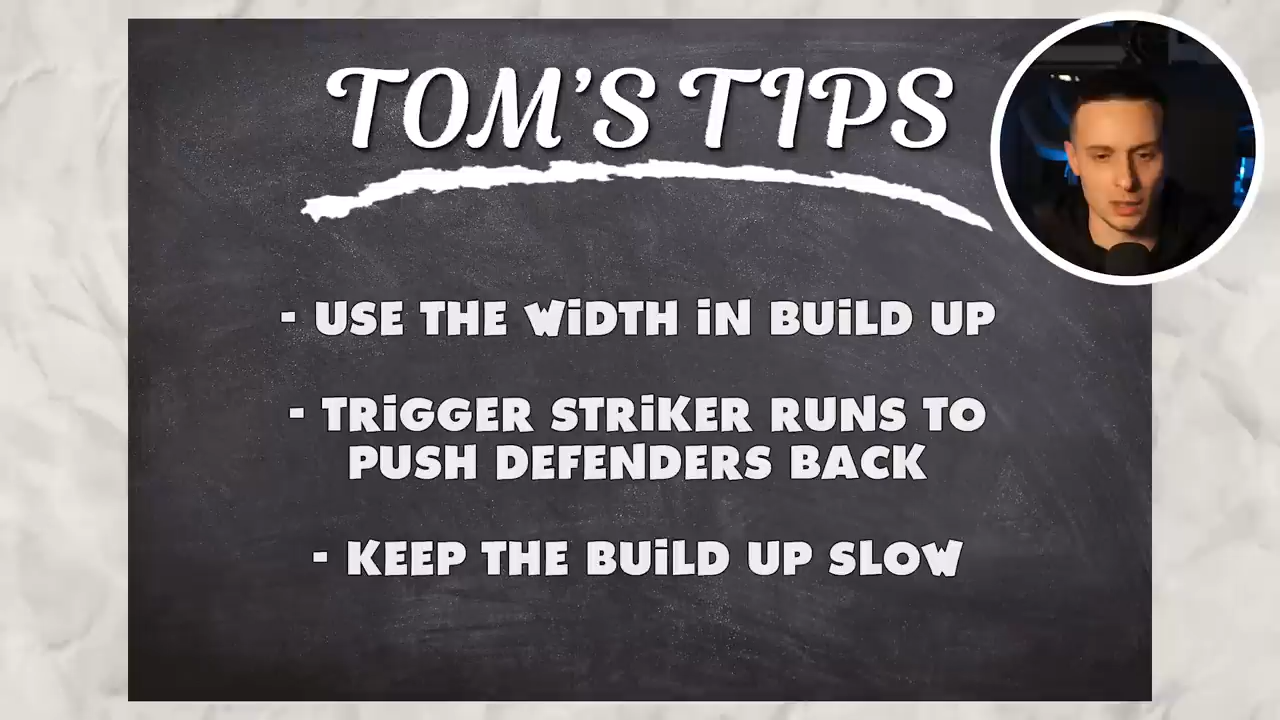 TOM'S TIPS
- USE THE WIDTH IN BUILD UP
- TRIGGER STRIKER RUNS TO
PUSH DEFENDERS BACK
- KEEP THE BUILD UP SLOW